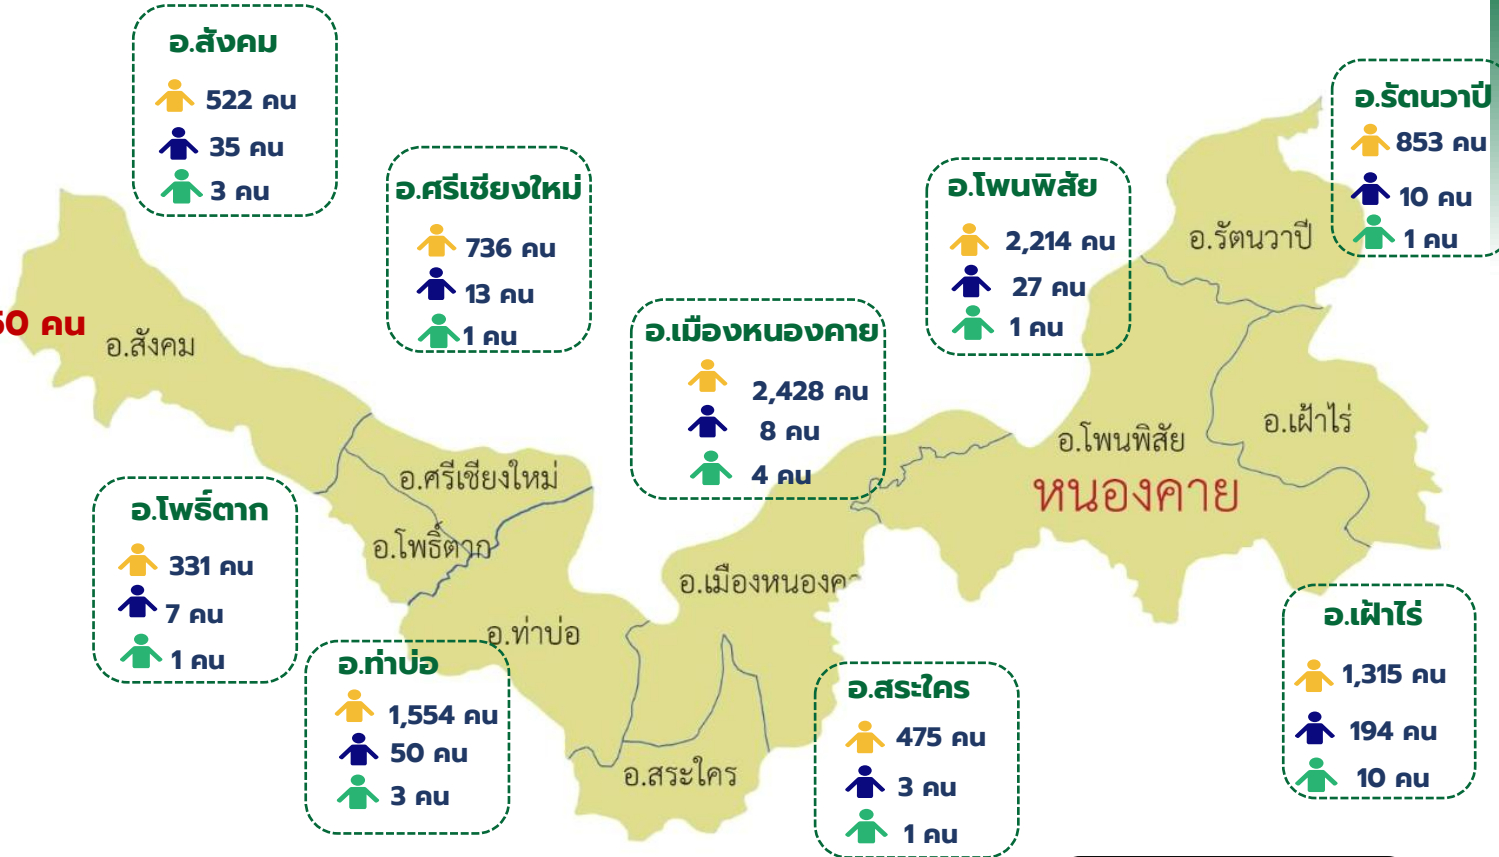 อ.สังคม
522 คน
35 คน
3 คน
อ.ศรีเชียงใหม่
736 คน
13 คน
1 คน
อ.เมืองหนองคาย
2,428 คน
8 คน
4 คน
อ.โพนพิสัย
2,214 คน
27 คน
1 คน
อ.รัตนวาปี
853 คน
10 คน
1 คน
คน
อ.สังคม
อ.ศรีเชียงใหม่
อ.โพธิ์ตาก
อ.ท่าบ่อ
อ.สระใคร
อ.เมืองหนองคา
อ.โพนพิสัย
หนองคาย
อ.รัตนวาปี
อ.เฝ้าไร่
อ.โพธิ์ตาก
331 คน
7 คน
1 คน
อ.ท่าบ่อ
1,554 คน
50 คน
3 คน
อ.สระใคร
475 คน
3 คน
1 คน
อ.เฝ้าไร่
1,315 คน
194 คน
10 คน